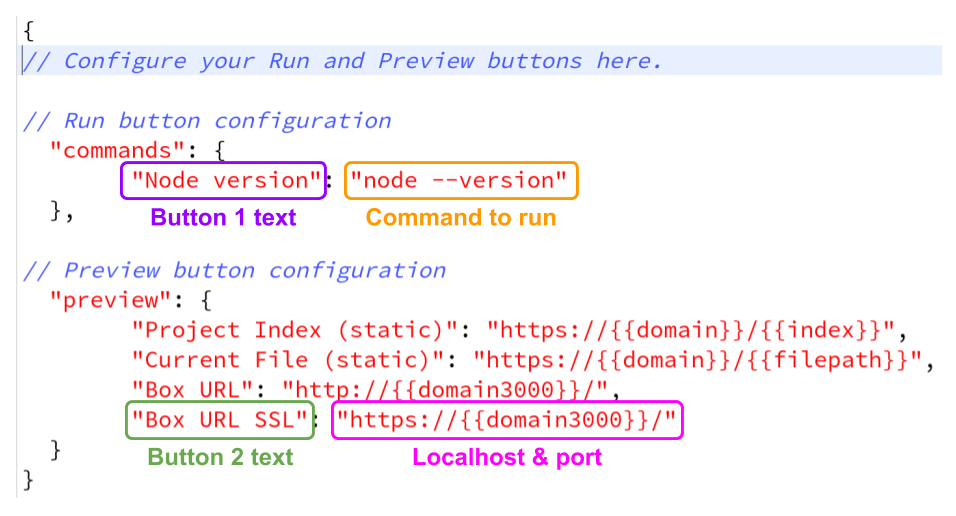 {
// Configure your Run and Preview buttons here.
// Run button configuration
"commands": {
"Node version": "node --version"
},
Button 1 text Command to run
// Preview button configuration
"preview": {
"Project Index (static)": "https://{{domain}}/{{index}}",
"Current File (static)": "https://{{domain}}/{{filepath}}",
"Box URL": "http://{{domain3000}}/",
"Box URL SSL": "https://{{domain3000}}/"
}
Button 2 text Localhost & port
}